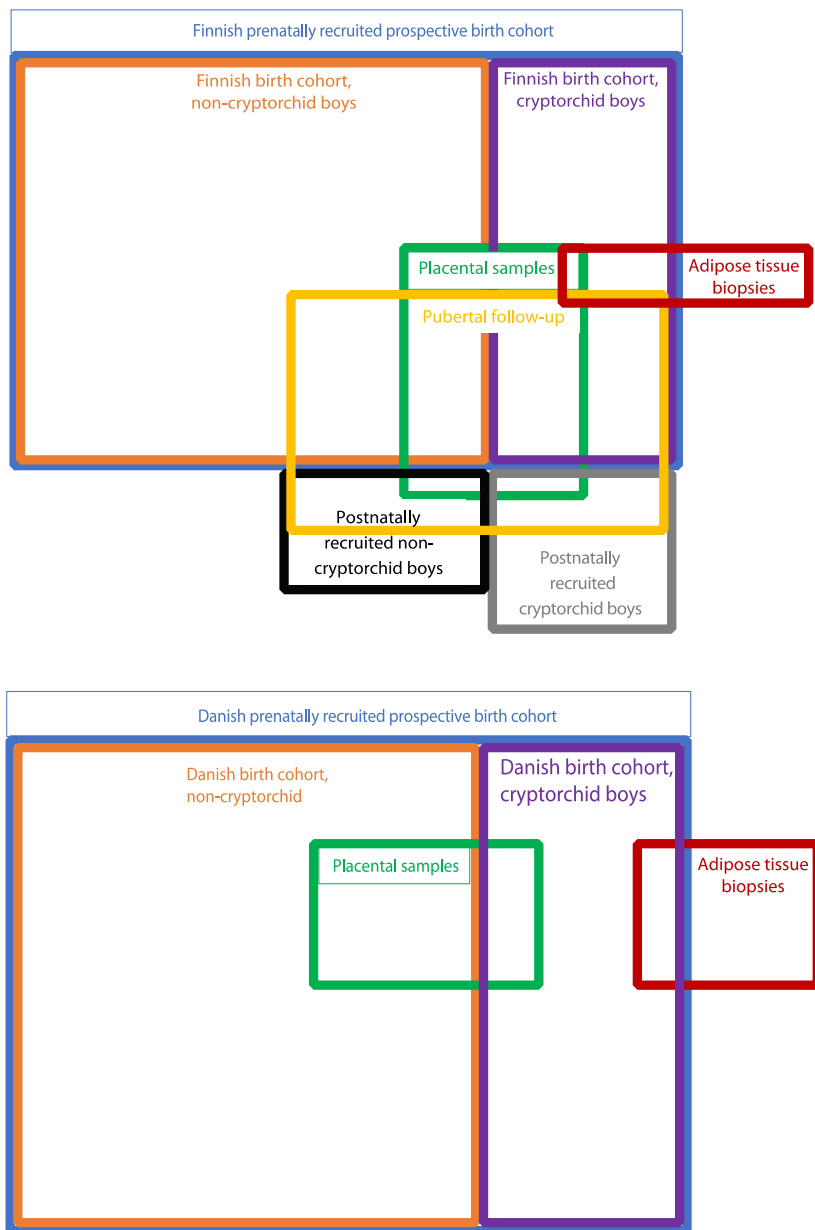 Finnish prenatally recruited prospective birth cohort
Finnish birth cohort,
non-cryptorchid boys
Finnish birth cohort,
cryptorchid boys
Placental samples
Adipose tissue
biopsies
Pubertal follow-up
Postnatally
recruited non-
cryptorchid boys
Postnatally
recruited
cryptorchid boys
Danish prenatally recruited prospective birth cohort
Danish birth cohort,
non-cryptorchid
Danish birth cohort,
cryptorchid boys
Placental samples
Adipose tissue
biopsies